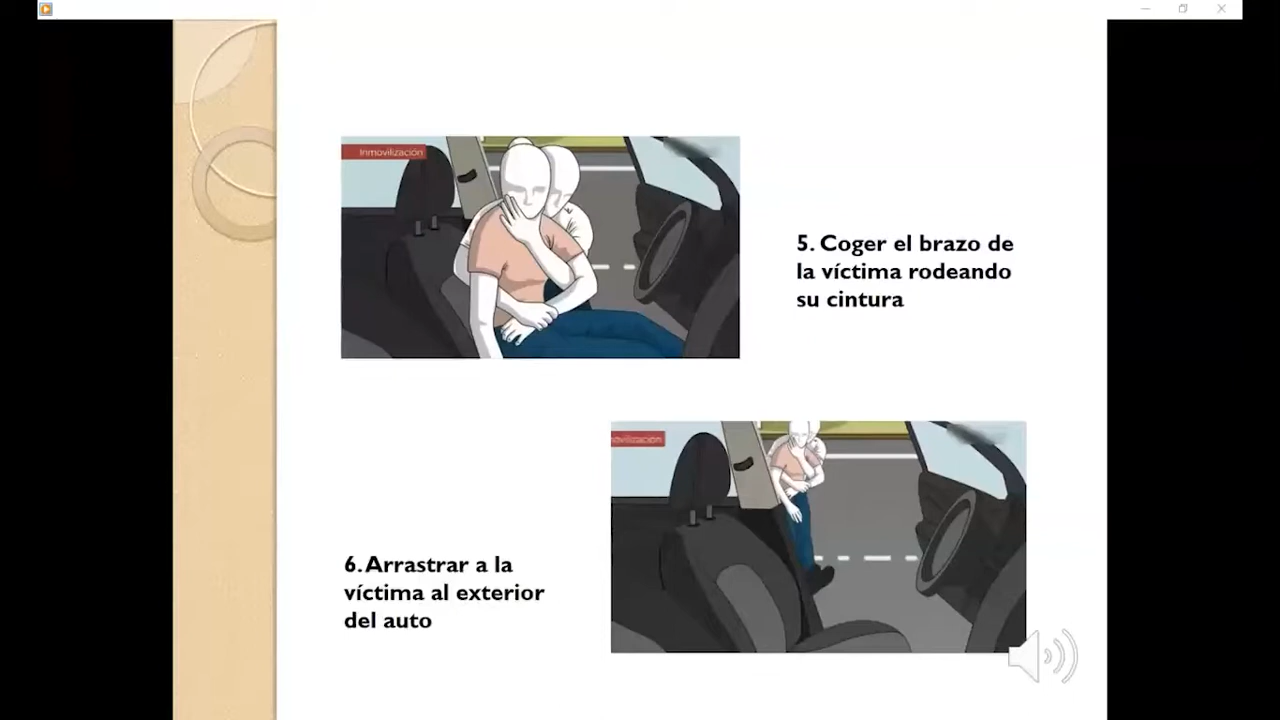 Inmovilización
5. Coger el brazo de
la víctima rodeando
su cintura
movilización
6. Arrastrar a la
víctima al exterior
del auto